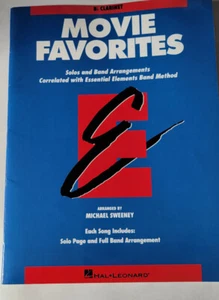 Bb CLARINET
MOVIE
FAVORITES
Solos and Band Arrangements
Correlated with Essential Elements Band Method
E
ARRANGED BY
MICHAEL SWEENEY
Each Song Includes:
Solo Page and Full Band Arrangement
HAL•LEONARD®